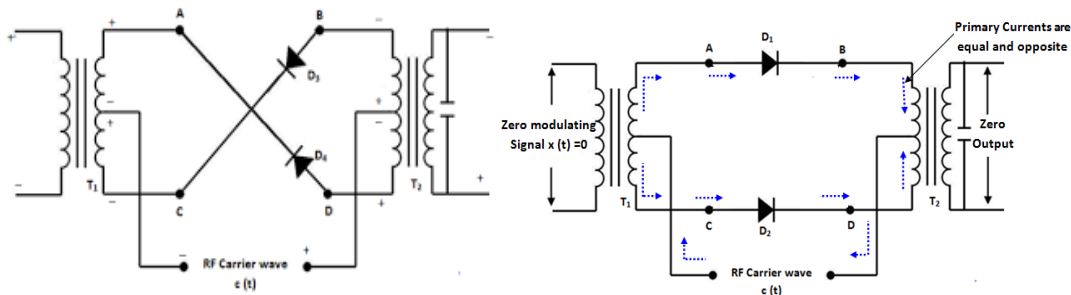 A
B
+
+
−
−
D₃
−
+
+
−
D₄
T₁
T₂
−
−
+
+
C
D
−
+
RF Carrier wave
c (t)
Primary Currents are
equal and opposite
D₁
A
B
Zero modulating
Signal x (t) =0
Zero
Output
T₁
T₂
C
D₂
D
RF Carrier wave
c (t)